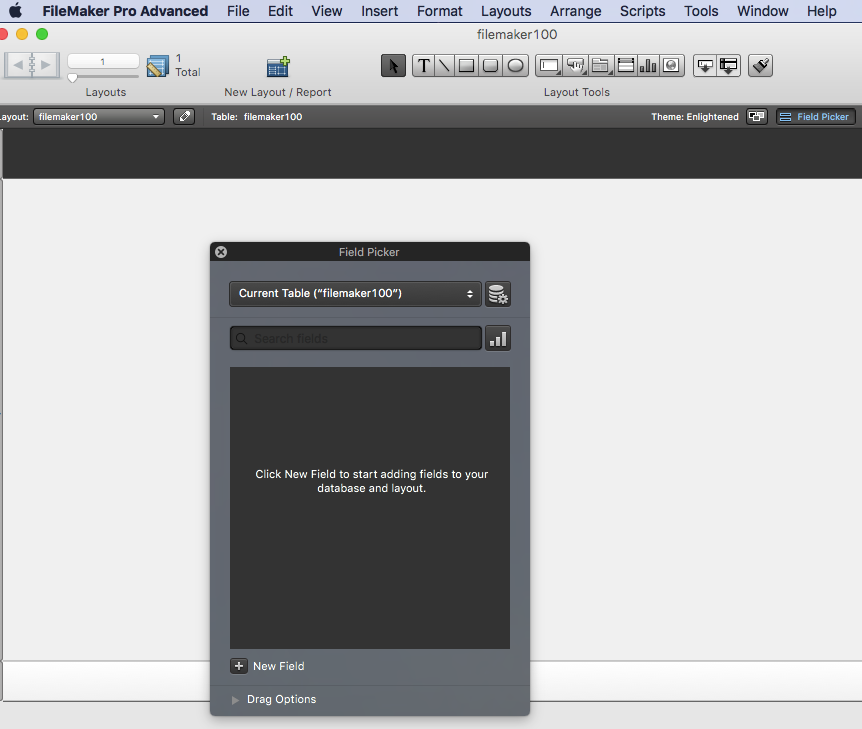 FileMaker Pro Advanced File Edit View Insert Format Layouts Arrange Scripts Tools Window Help
filemaker100
1
1
Total
Layouts
New Layout / Report
T
Layout Tools
ayout: filemaker100
Table: filemaker100
Theme: Enlightened
Field Picker
Field Picker
Current Table (“filemaker100”)
Search fields
Click New Field to start adding fields to your
database and layout.
New Field
Drag Options